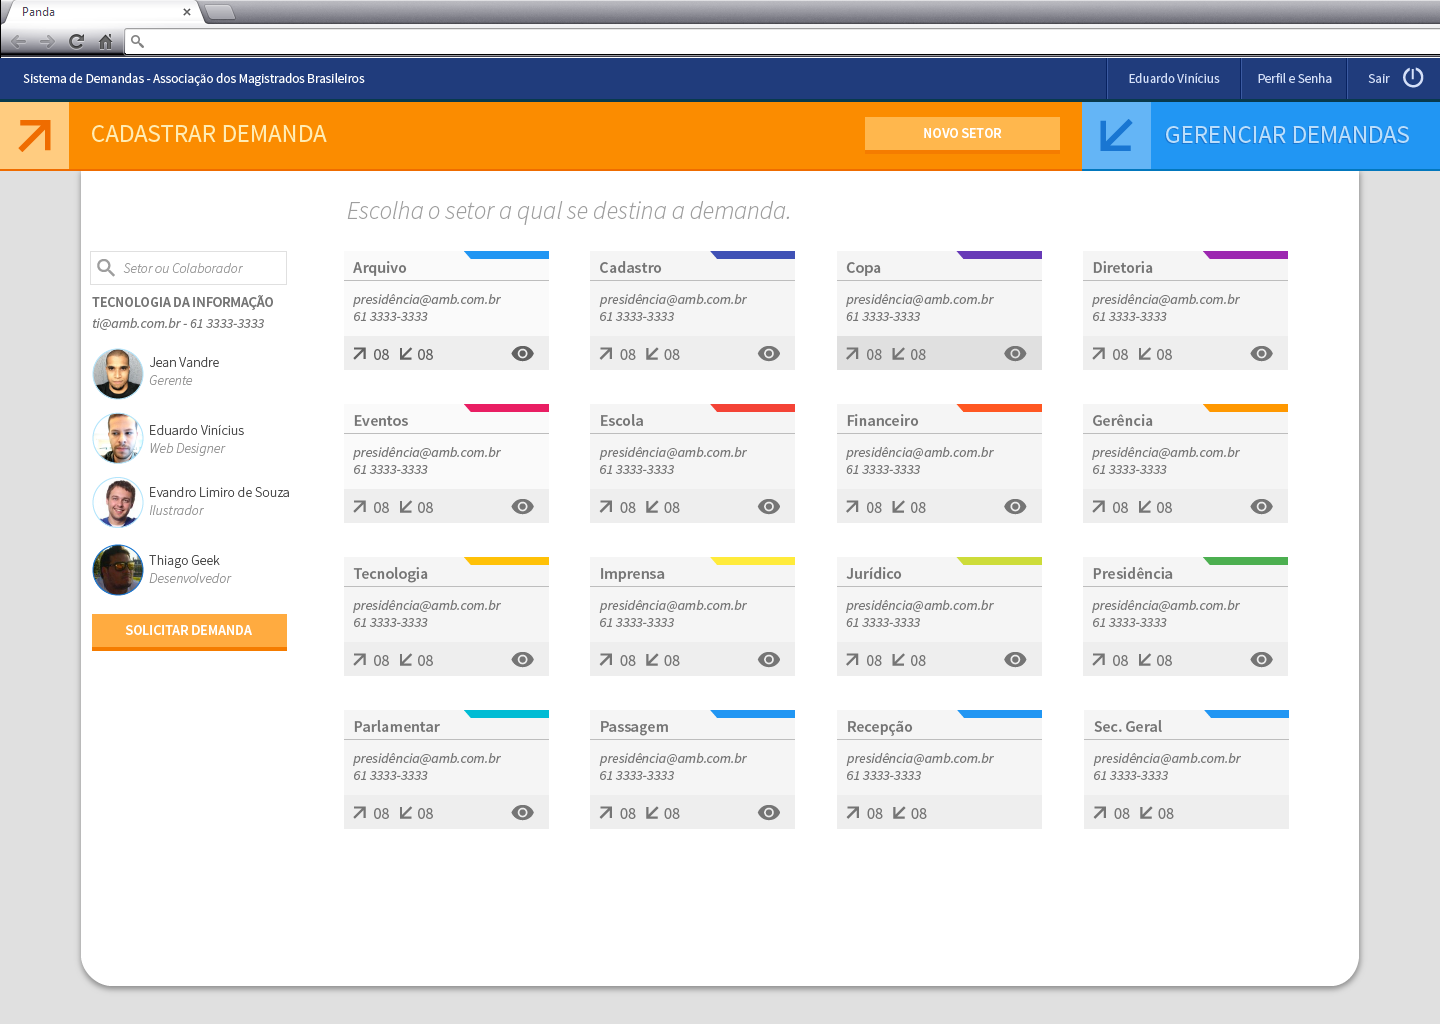 Panda
Sistema de Demandas - Associação dos Magistrados Brasileiros
Eduardo Vinícius
Perfil e Senha
Sair
CADASTRAR DEMANDA
NOVO SETOR
GERENCIAR DEMANDAS
Escolha o setor a qual se destina a demanda.
Setor ou Colaborador
TECNOLOGIA DA INFORMAÇÃO
ti@amb.com.br - 61 3333-3333
Jean Vandre
Gerente
Eduardo Vinícius
Web Designer
Evandro Limiro de Souza
Ilustrador
Thiago Geek
Desenvolvedor
SOLICITAR DEMANDA
Arquivo
presidência@amb.com.br
61 3333-3333
08 08
Cadastro
presidência@amb.com.br
61 3333-3333
08 08
Copa
presidência@amb.com.br
61 3333-3333
08 08
Diretoria
presidência@amb.com.br
61 3333-3333
08 08
Eventos
presidência@amb.com.br
61 3333-3333
08 08
Escola
presidência@amb.com.br
61 3333-3333
08 08
Financeiro
presidência@amb.com.br
61 3333-3333
08 08
Gerência
presidência@amb.com.br
61 3333-3333
08 08
Tecnologia
presidência@amb.com.br
61 3333-3333
08 08
Imprensa
presidência@amb.com.br
61 3333-3333
08 08
Jurídico
presidência@amb.com.br
61 3333-3333
08 08
Presidência
presidência@amb.com.br
61 3333-3333
08 08
Parlamentar
presidência@amb.com.br
61 3333-3333
08 08
Passagem
presidência@amb.com.br
61 3333-3333
08 08
Recepção
presidência@amb.com.br
61 3333-3333
08 08
Sec. Geral
presidência@amb.com.br
61 3333-3333
08 08